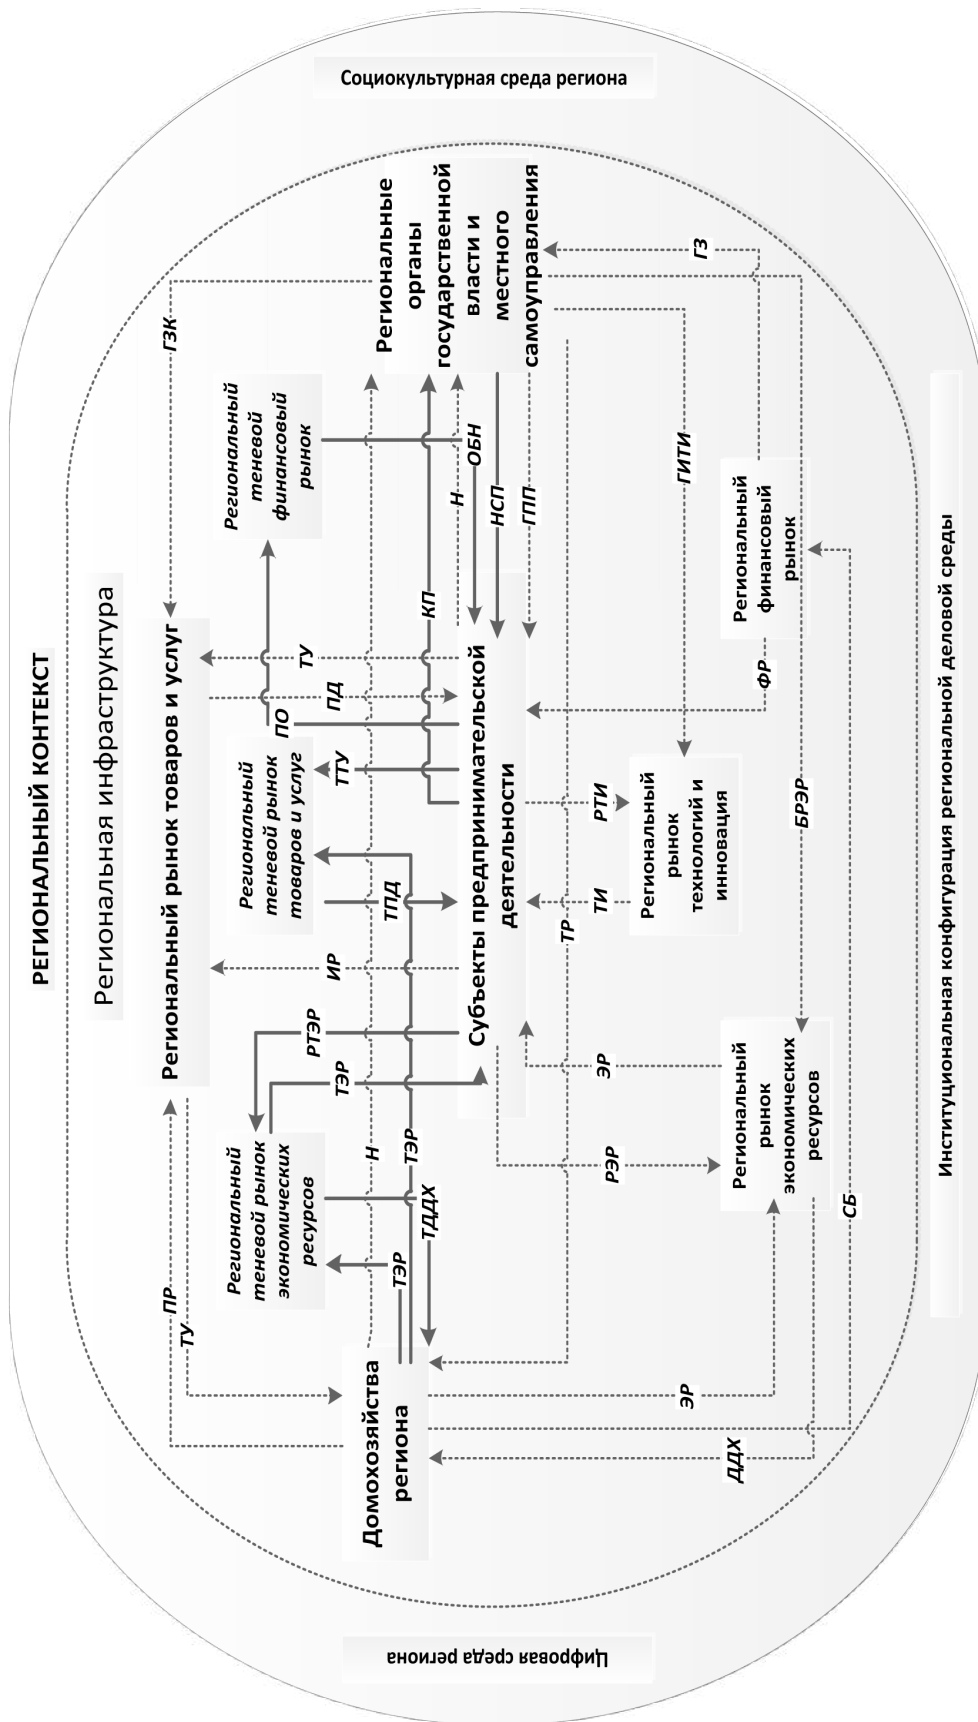 РЕГИОНАЛЬНЫЙ КОНТЕКСТ
Региональная инфраструктура
Региональный рынок товаров и услуг
Цифровая среда региона
Социокультурная среда региона
Институциональная конфигурация региональной деловой среды
ПР
ТУ
ГЗК
Региональный
теневой рынок
экономических
ресурсов
Региональный
теневой рынок
товаров и услуг
Региональный
теневой
финансовый
рынок
РТЭР
ТЭР
ИР
ТПД
ТТУ
ПО
ПД
ТУ
Н
ТЭР
ТЭР
ТДДХ
КП
Н
ОБН
НСП
ГПП
Домохозяйства
региона
Субъекты предпринимательской
деятельности
Региональные
органы
государственной
власти и
местного
самоуправления
ТР
ЭР
РЭР
ТИ
РТИ
ГИТИ
ГЗ
ЭР
ДДХ
ФР
Региональный
рынок
технологий и
инноваций
Региональный
рынок
экономических
ресурсов
Региональный
финансовый
рынок
БРЭР
СБ